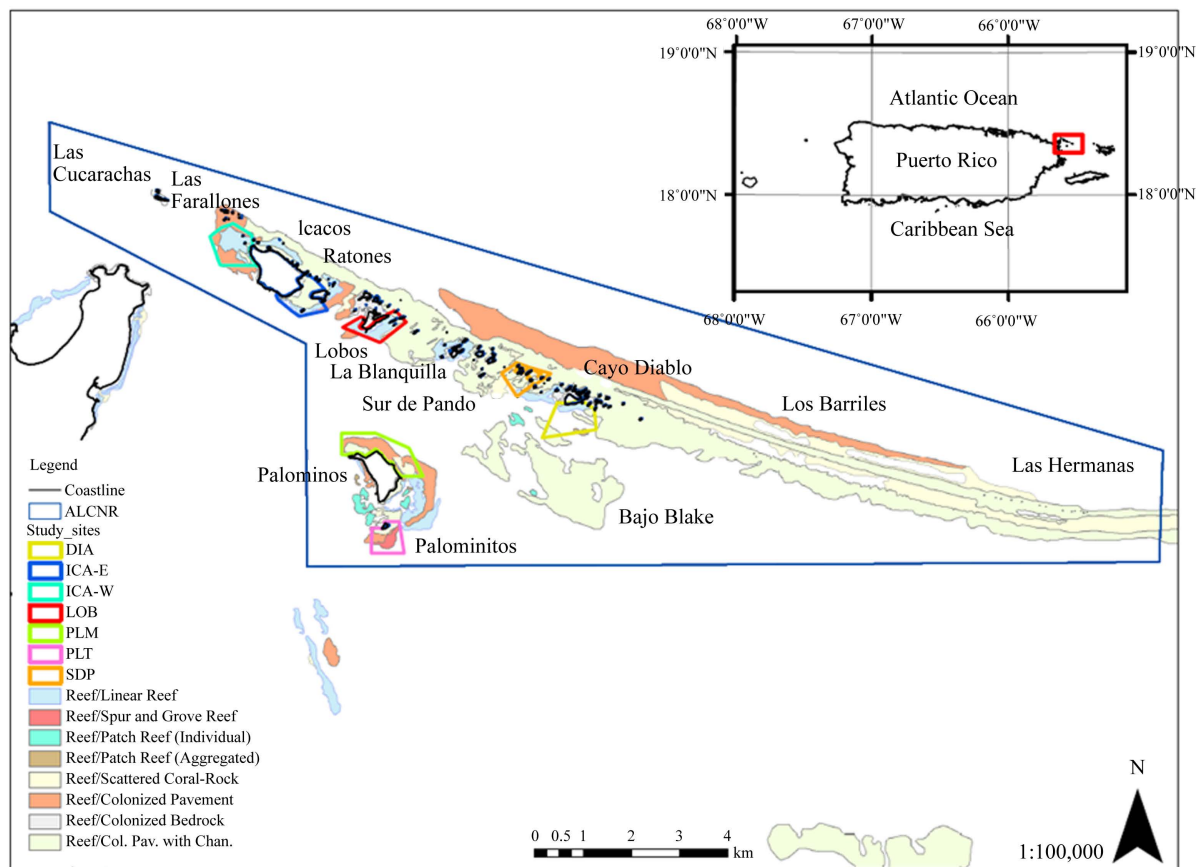 68°0'0"W 67°0'0"W 66°0'0"W
19°0'0"N 19°0'0"N
Atlantic Ocean
Puerto Rico
18°0'0"N 18°0'0"N
Caribbean Sea
68°0'0"W 67°0'0"W 66°0'0"W
Las
Cucarachas
Las
Farallones
Icacos
Ratones
Lobos
La Blanquilla
Cayo Diablo
Sur de Pando
Los Barriles
Las Hermanas
Palominos
Bajo Blake
Palominitos
Legend
Coastline
ALCNR
Study_sites
DIA
ICA-E
ICA-W
LOB
PLM
PLT
SDP
Reef/Linear Reef
Reef/Spur and Grove Reef
Reef/Patch Reef (Individual)
Reef/Patch Reef (Aggregated)
Reef/Scattered Coral-Rock
Reef/Colonized Pavement
Reef/Colonized Bedrock
Reef/Col. Pav. with Chan.
0 0.5 1 2 3 4
km
N
1:100,000